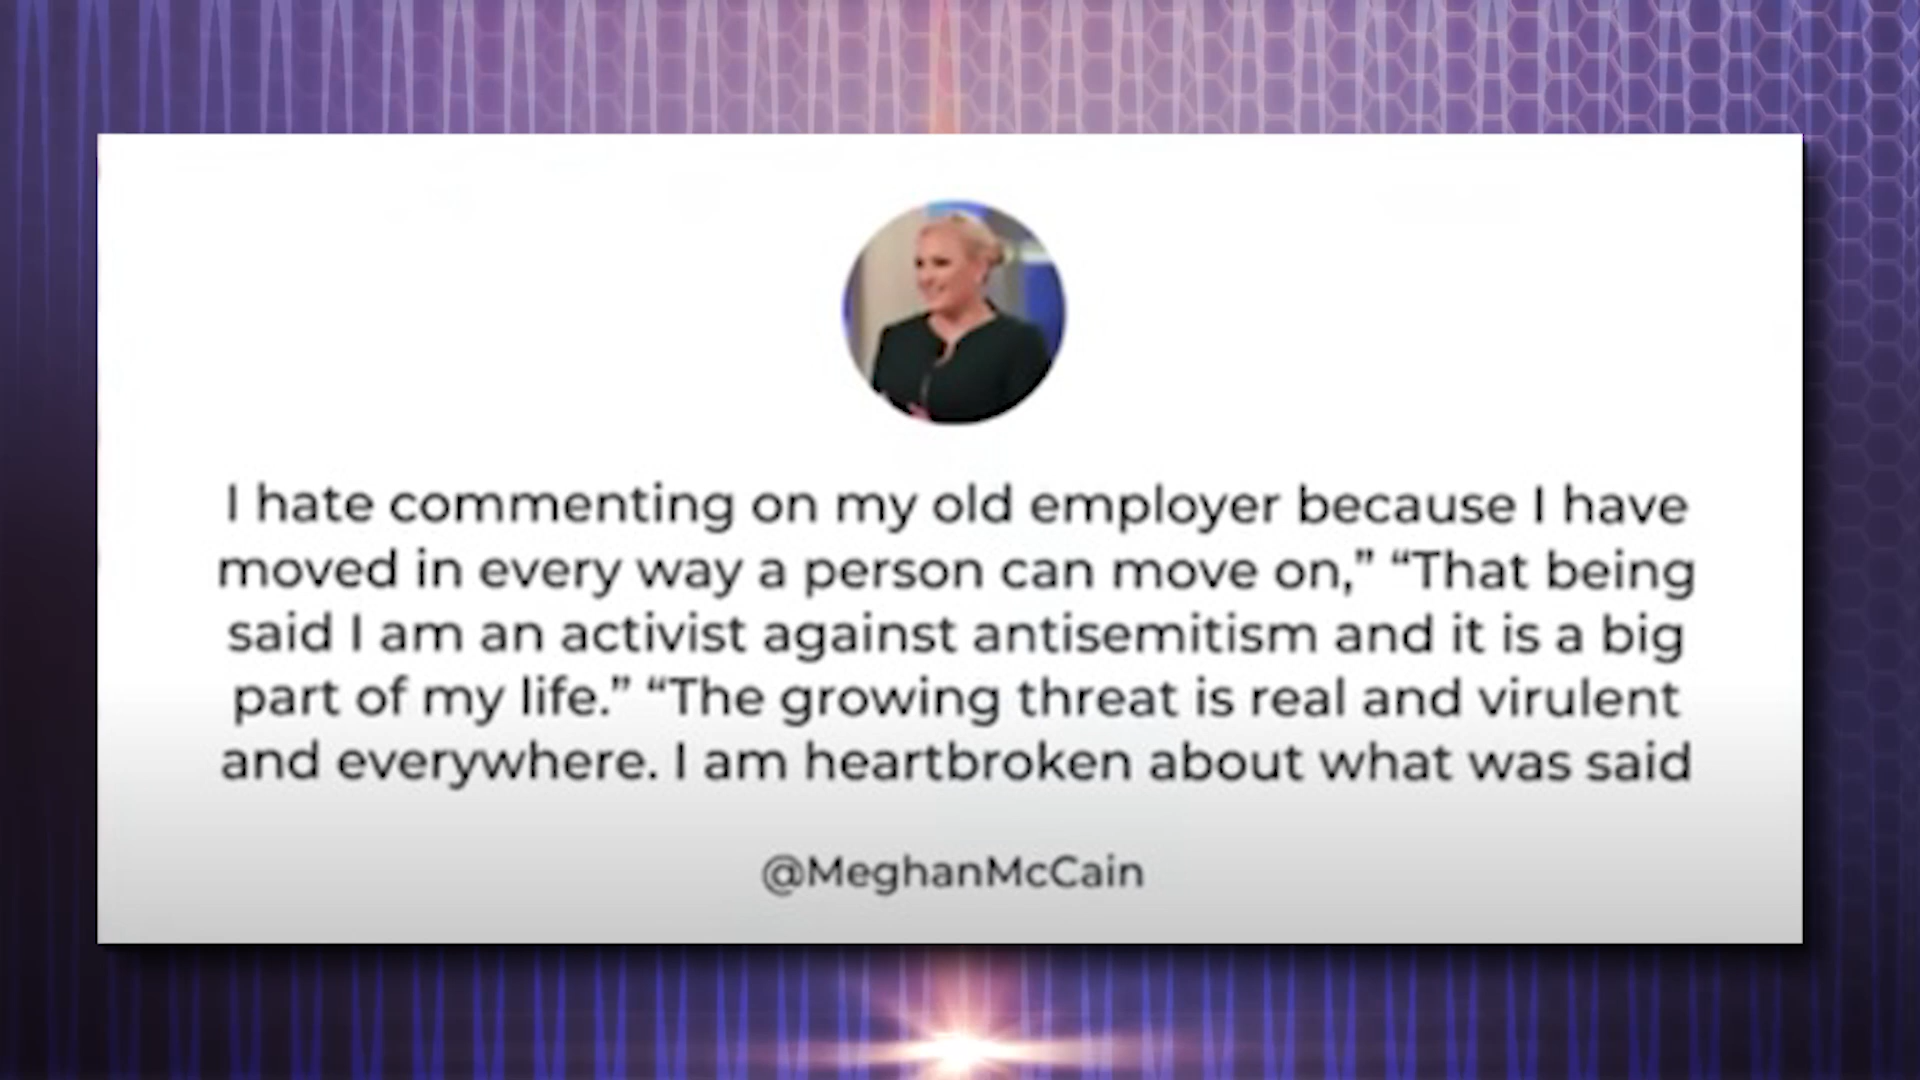 I hate commenting on my old employer because I have
moved in every way a person can move on,” “That being
said I am an activist against antisemitism and it is a big
part of my life.” “The growing threat is real and virulent
and everywhere. I am heartbroken about what was said
@MeghanMcCain